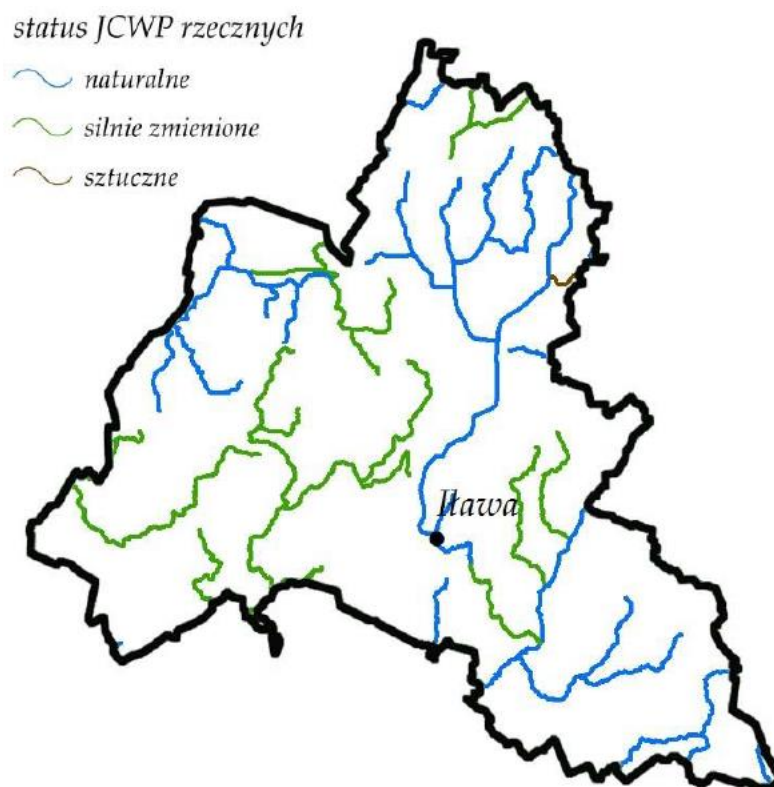 status JCWP rzecznych
naturalne
silnie zmienione
sztuczne
Iława